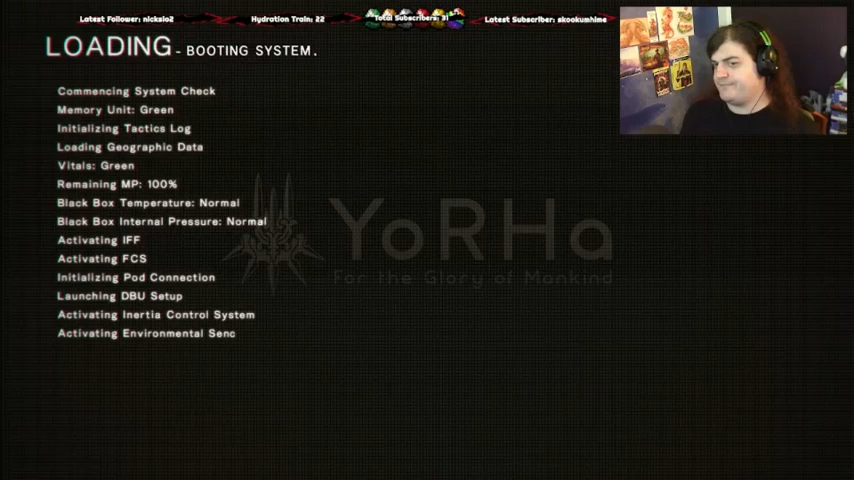 Latest Follower: nicksio2
Hydration Train: 22
Total Subscribers: 31
Latest Subscriber: skookumhime
LOADING - BOOTING SYSTEM.
Commencing System Check
Memory Unit: Green
Initializing Tactics Log
Loading Geographic Data
Vitals: Green
Remaining MP: 100%
Black Box Temperature: Normal
Black Box Internal Pressure: Normal
Activating IFF
Activating FCS
Initializing Pod Connection
Launching DBU Setup
Activating Inertia Control System
Activating Environmental Senc
YoRHa
For the Glory of Mankind